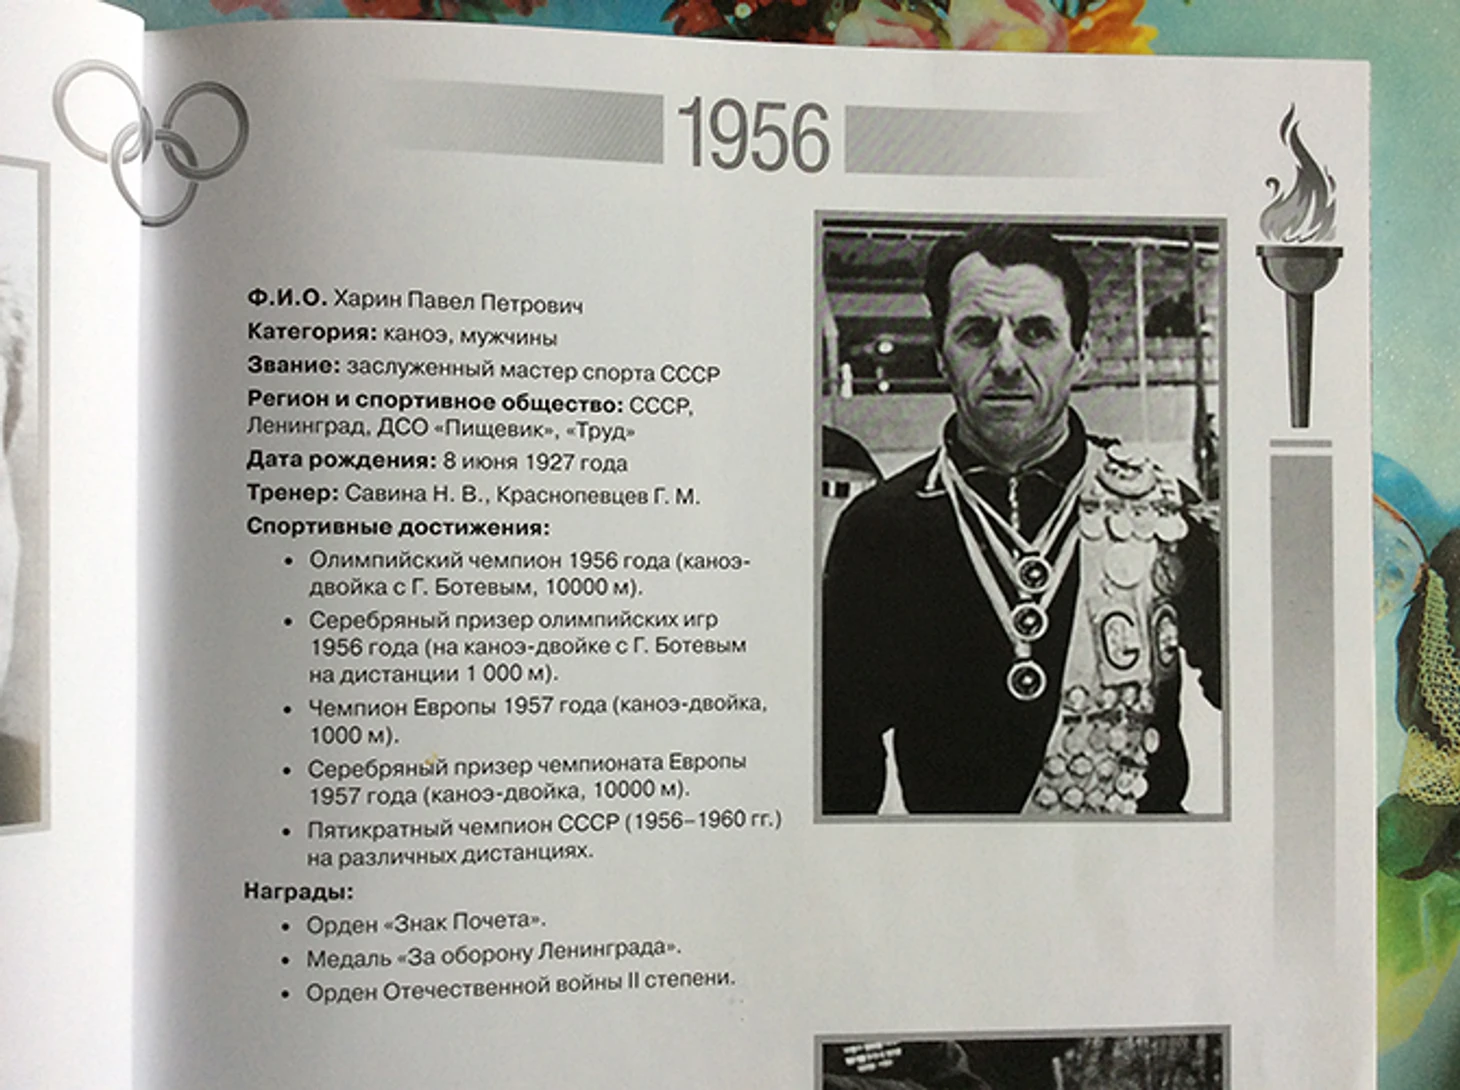 1956
Ф.И.О. Харин Павел Петрович
Категория: каноэ, мужчины
Звание: заслуженный мастер спорта СССР
Регион и спортивное общество: СССР,
Ленинград, ДСО «Пищевик», «Труд»
Дата рождения: 8 июня 1927 года
Тренер: Савина Н. В., Краснопевцев Г. М.
Спортивные достижения:
• Олимпийский чемпион 1956 года (каноэ-
двойка с Г. Ботевым, 10000 м).
• Серебряный призер олимпийских игр
1956 года (на каноэ-двойке с Г. Ботевым
на дистанции 1 000 м).
• Чемпион Европы 1957 года (каноэ-двойка,
1000 м).
• Серебряный призер чемпионата Европы
1957 года (каноэ-двойка, 10000 м).
• Пятикратный чемпион СССР (1956–1960 гг.)
на различных дистанциях.
Награды:
• Орден «Знак Почета».
• Медаль «За оборону Ленинграда».
• Орден Отечественной войны II степени.